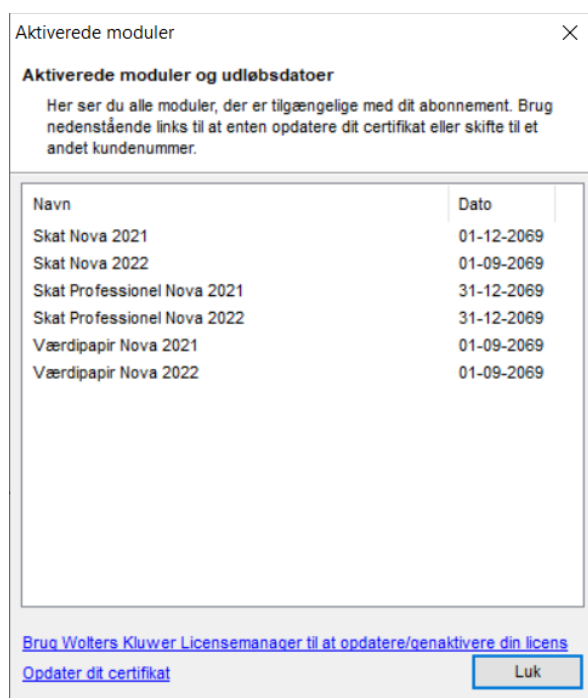 Aktiverede moduler
Aktiverede moduler og udløbsdatoer
Her ser du alle moduler, der er tilgængelige med dit abonnement. Brug
nedenstående links til at enten opdatere dit certifikat eller skifte til et
andet kundenummer.
Navn Dato
Skat Nova 2021 01-12-2069
Skat Nova 2022 01-09-2069
Skat Professionel Nova 2021 31-12-2069
Skat Professionel Nova 2022 31-12-2069
Værdipapir Nova 2021 01-09-2069
Værdipapir Nova 2022 01-09-2069
Brug Wolters Kluwer Licensemanager til at opdatere/genaktivere din licens
Opdater dit certifikat Luk